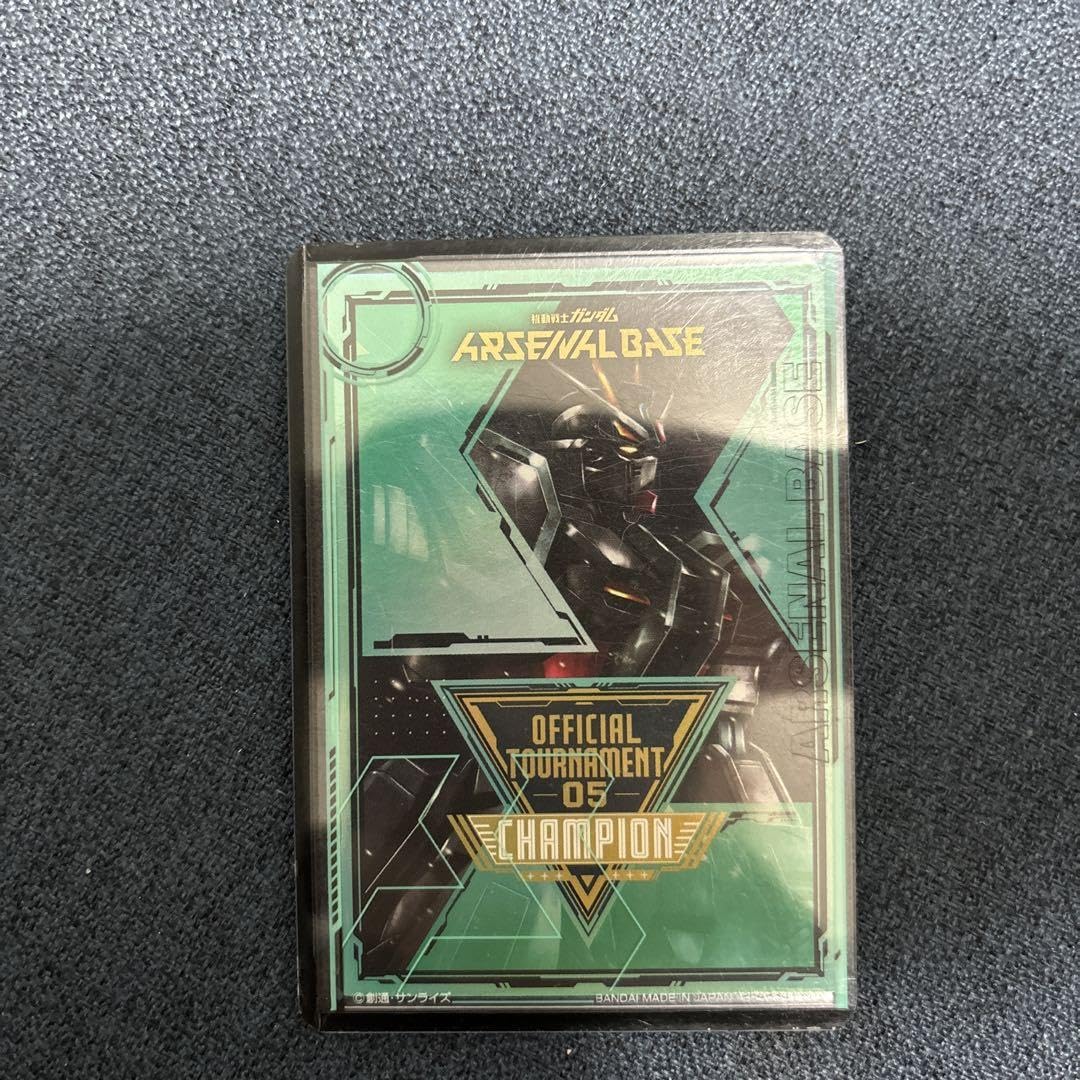 機動戦士ガンダム
ARSENAL BASE
ARSENAL BASE
OFFICIAL
TOURNAMENT
05
CHAMPION
©創通・サンライズ
BANDAI MADE IN JAPAN